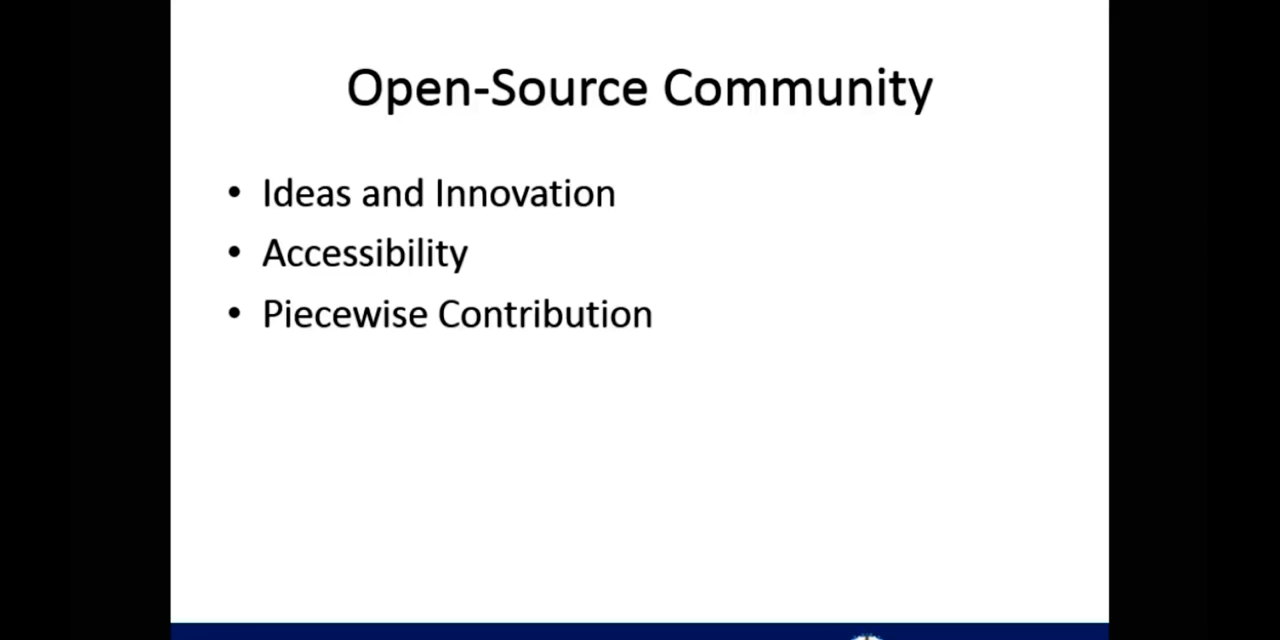 Open-Source Community
• Ideas and Innovation
• Accessibility
• Piecewise Contribution